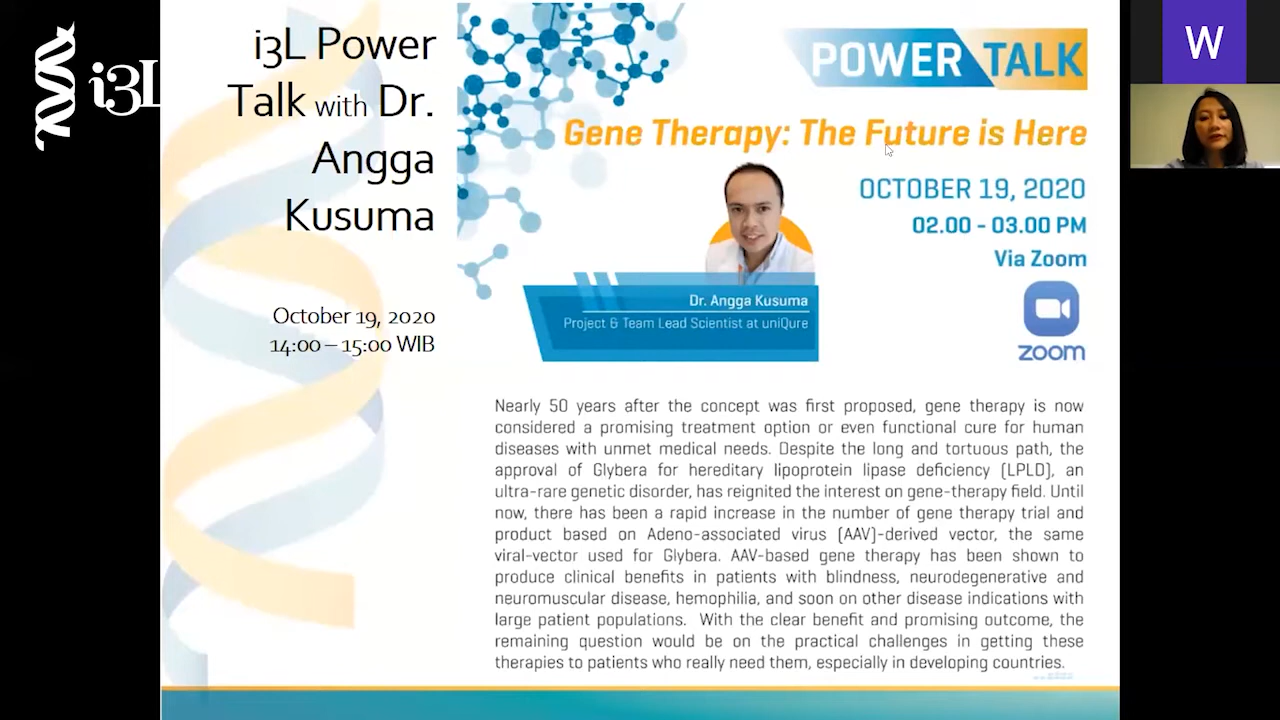 i3L
i3L Power
Talk with Dr.
Angga
Kusuma
October 19, 2020
14:00 – 15:00 WIB
POWER TALK
Gene Therapy: The Future is Here
OCTOBER 19, 2020
02.00 - 03.00 PM
Via Zoom
zoom
Dr. Angga Kusuma
Project & Team Lead Scientist at uniQure
Nearly 50 years after the concept was first proposed, gene therapy is now
considered a promising treatment option or even functional cure for human
diseases with unmet medical needs. Despite the long and tortuous path, the
approval of Glybera for hereditary lipoprotein lipase deficiency (LPLD), an
ultra-rare genetic disorder, has reignited the interest on gene-therapy field. Until
now, there has been a rapid increase in the number of gene therapy trial and
product based on Adeno-associated virus (AAV)-derived vector, the same
viral-vector used for Glybera. AAV-based gene therapy has been shown to
produce clinical benefits in patients with blindness, neurodegenerative and
neuromuscular disease, hemophilia, and soon on other disease indications with
large patient populations. With the clear benefit and promising outcome, the
remaining question would be on the practical challenges in getting these
therapies to patients who really need them, especially in developing countries.
W